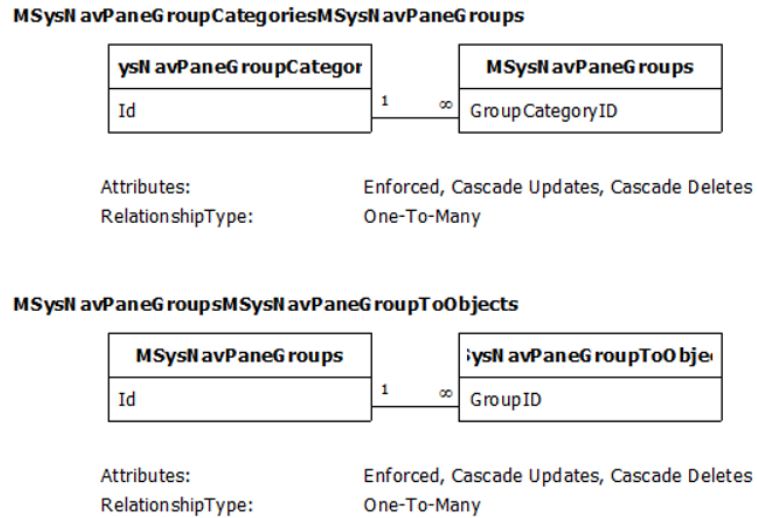 MSysNavPaneGroupCategoriesMSysNavPaneGroups
ysNavPaneGroupCategor MSysNavPaneGroups
Id 1 ∞ GroupCategoryID
Attributes: Enforced, Cascade Updates, Cascade Deletes
RelationshipType: One-To-Many
MSysNavPaneGroupsMSysNavPaneGroupToObjects
MSysNavPaneGroups ysNavPaneGroupToObje
Id 1 ∞ GroupID
Attributes: Enforced, Cascade Updates, Cascade Deletes
RelationshipType: One-To-Many